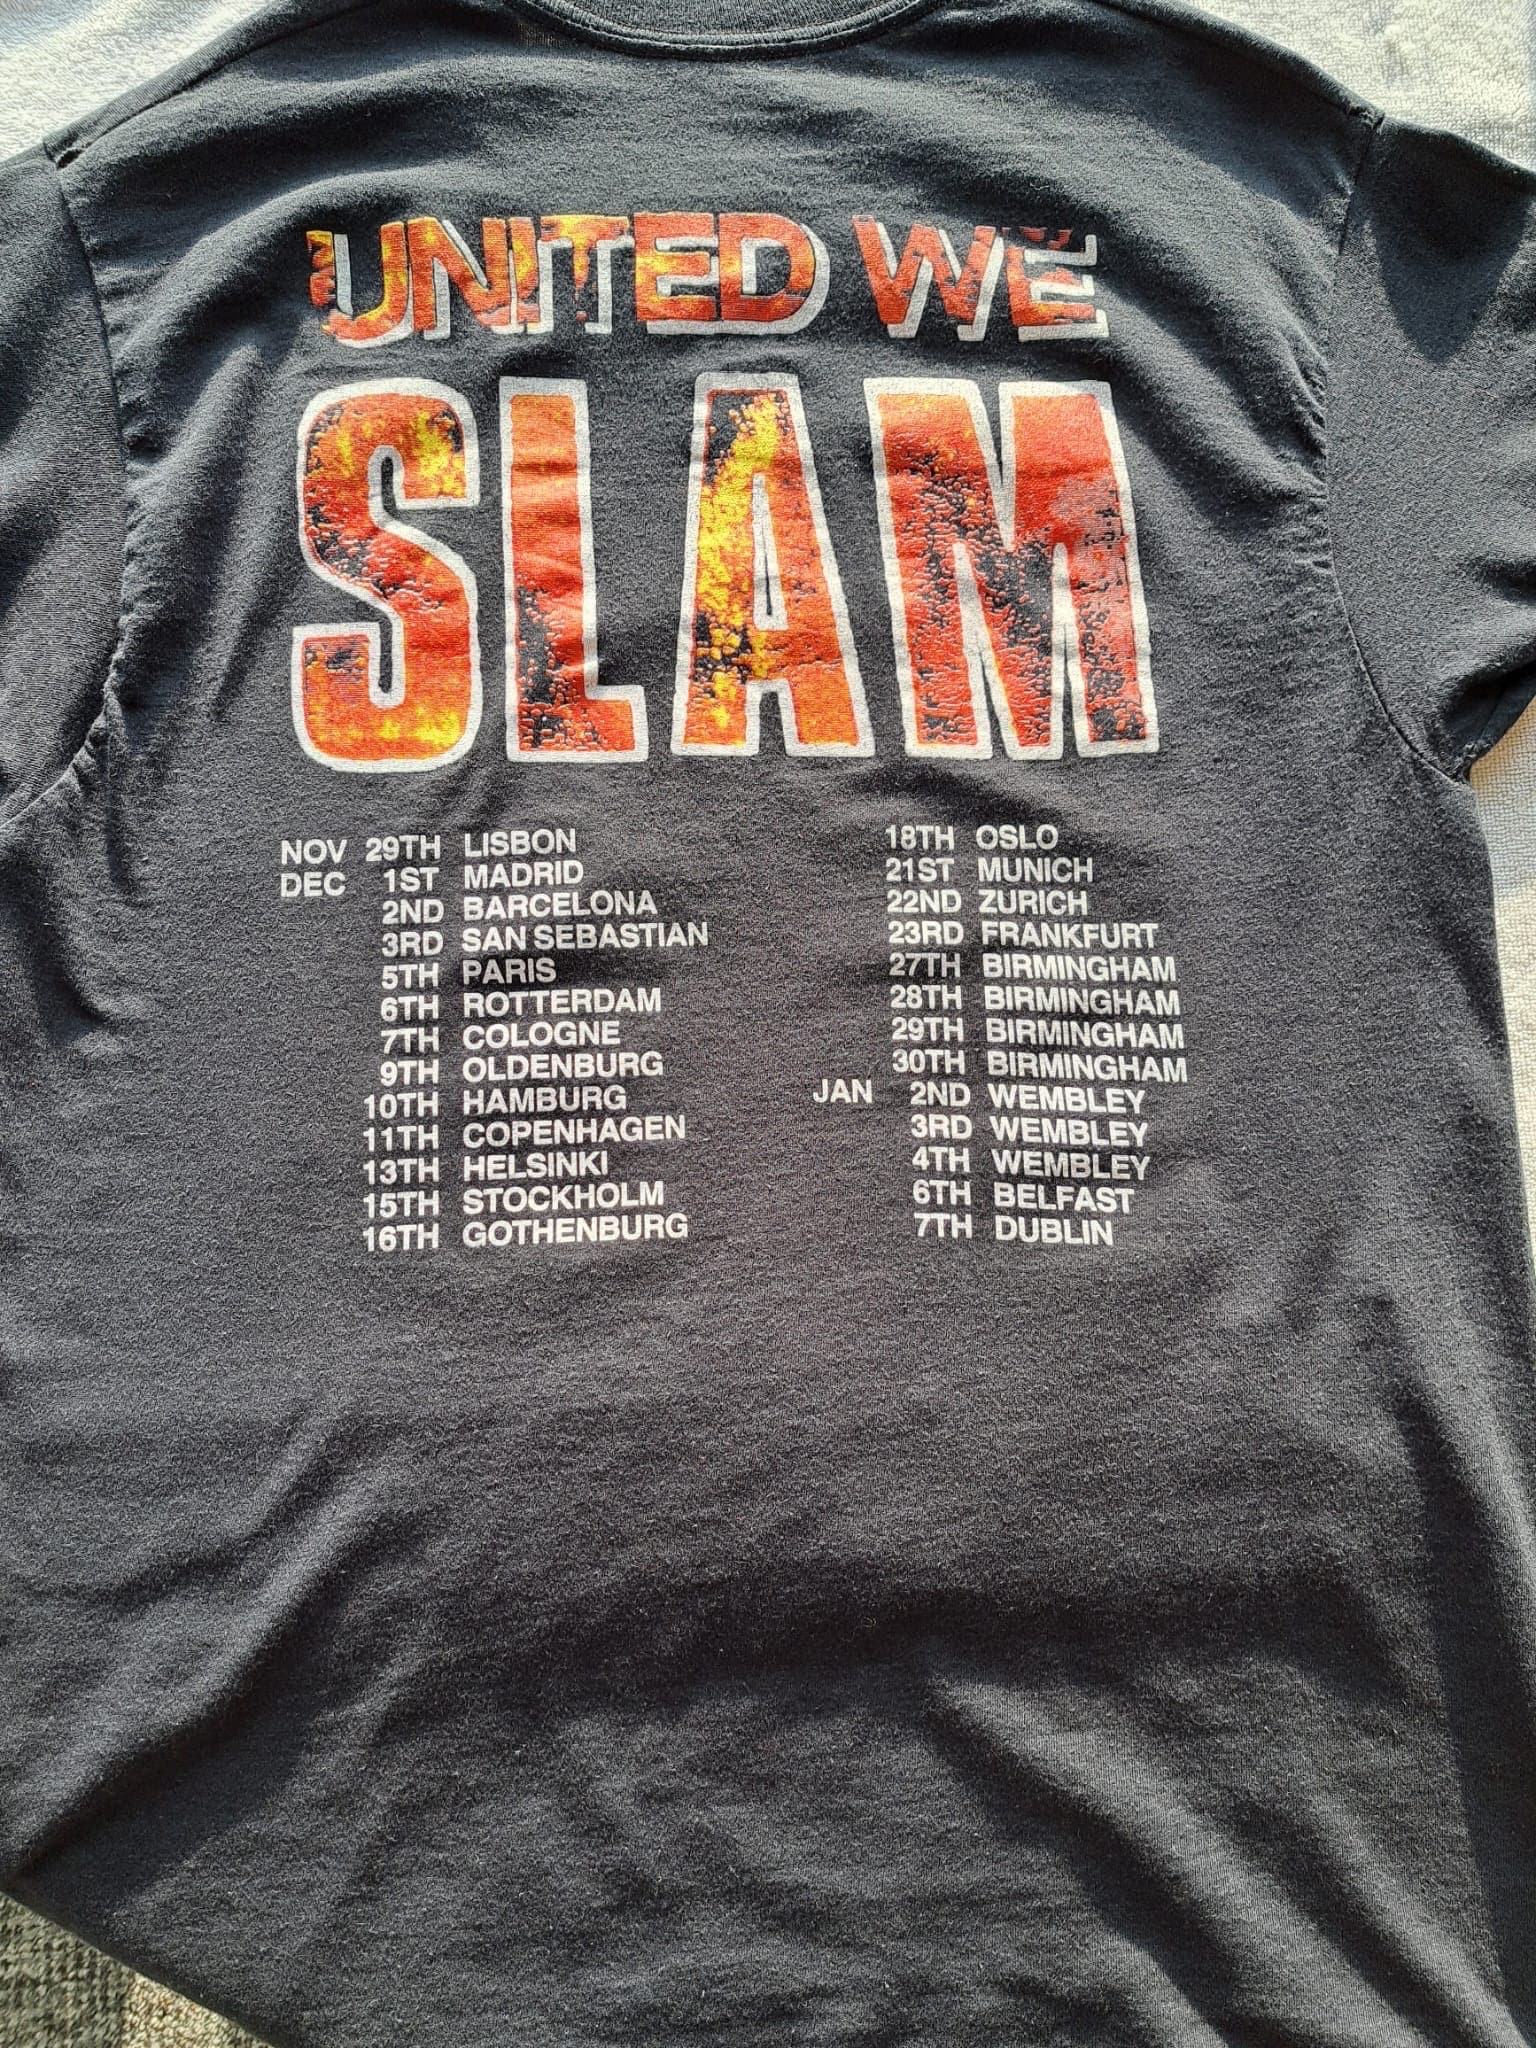 UNITED WE
SLAM
NOV 29TH LISBON
DEC 1ST MADRID
2ND BARCELONA
3RD SAN SEBASTIAN
5TH PARIS
6TH ROTTERDAM
7TH COLOGNE
9TH OLDENBURG
10TH HAMBURG
11TH COPENHAGEN
13TH HELSINKI
15TH STOCKHOLM
16TH GOTHENBURG
18TH OSLO
21ST MUNICH
22ND ZURICH
23RD FRANKFURT
27TH BIRMINGHAM
28TH BIRMINGHAM
29TH BIRMINGHAM
30TH BIRMINGHAM
JAN 2ND WEMBLEY
3RD WEMBLEY
4TH WEMBLEY
6TH BELFAST
7TH DUBLIN